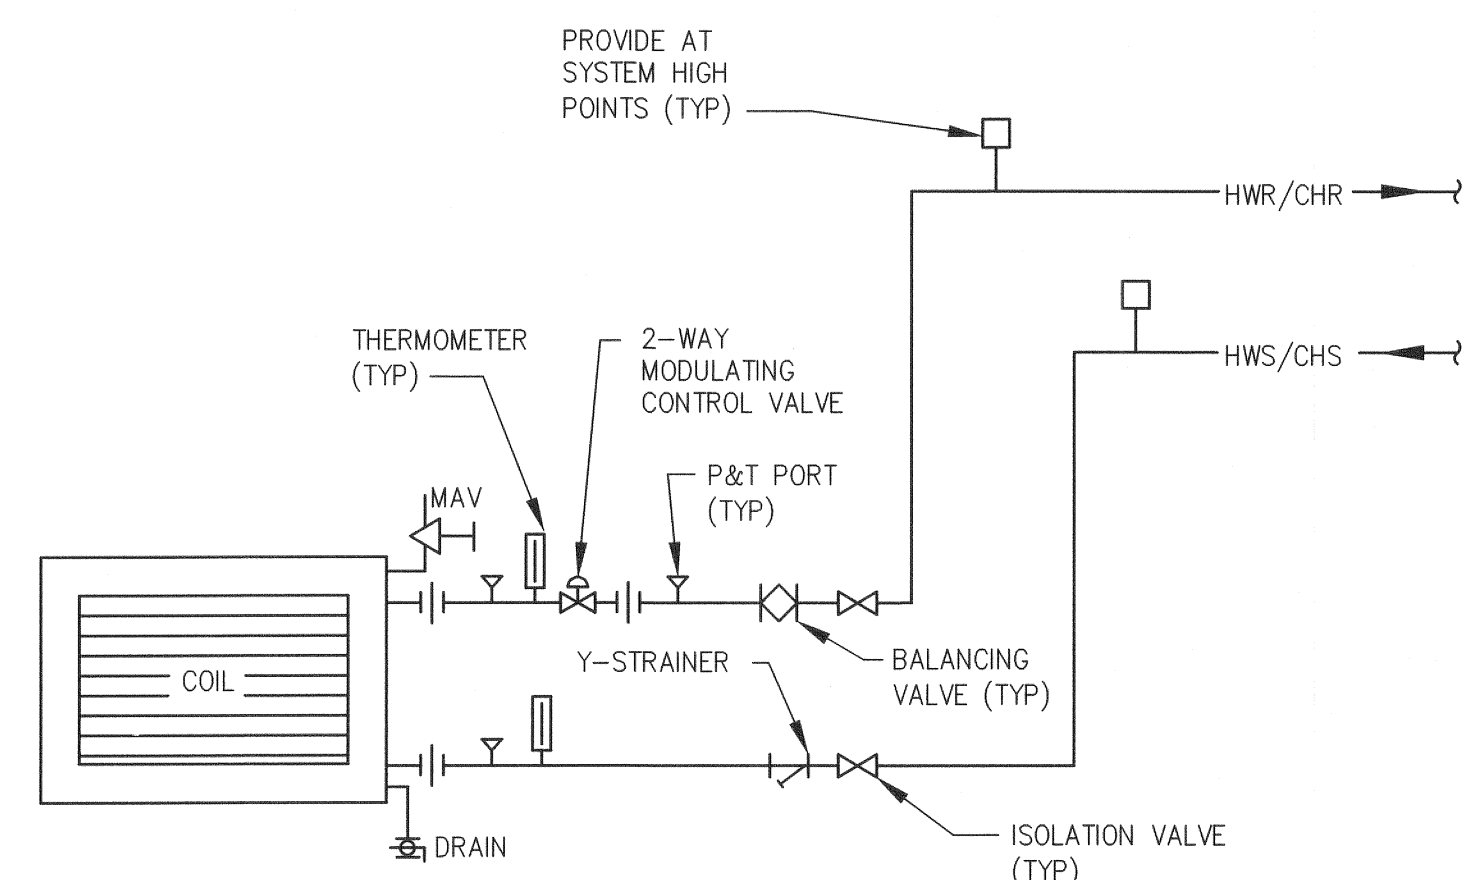 PROVIDE AT
SYSTEM HIGH
POINTS (TYP)
HWR/CHR
HWS/CHS
THERMOMETER
(TYP)
2-WAY
MODULATING
CONTROL VALVE
P&T PORT
(TYP)
MAV
Y-STRAINER
BALANCING
VALVE (TYP)
COIL
DRAIN
ISOLATION VALVE
(TYP)